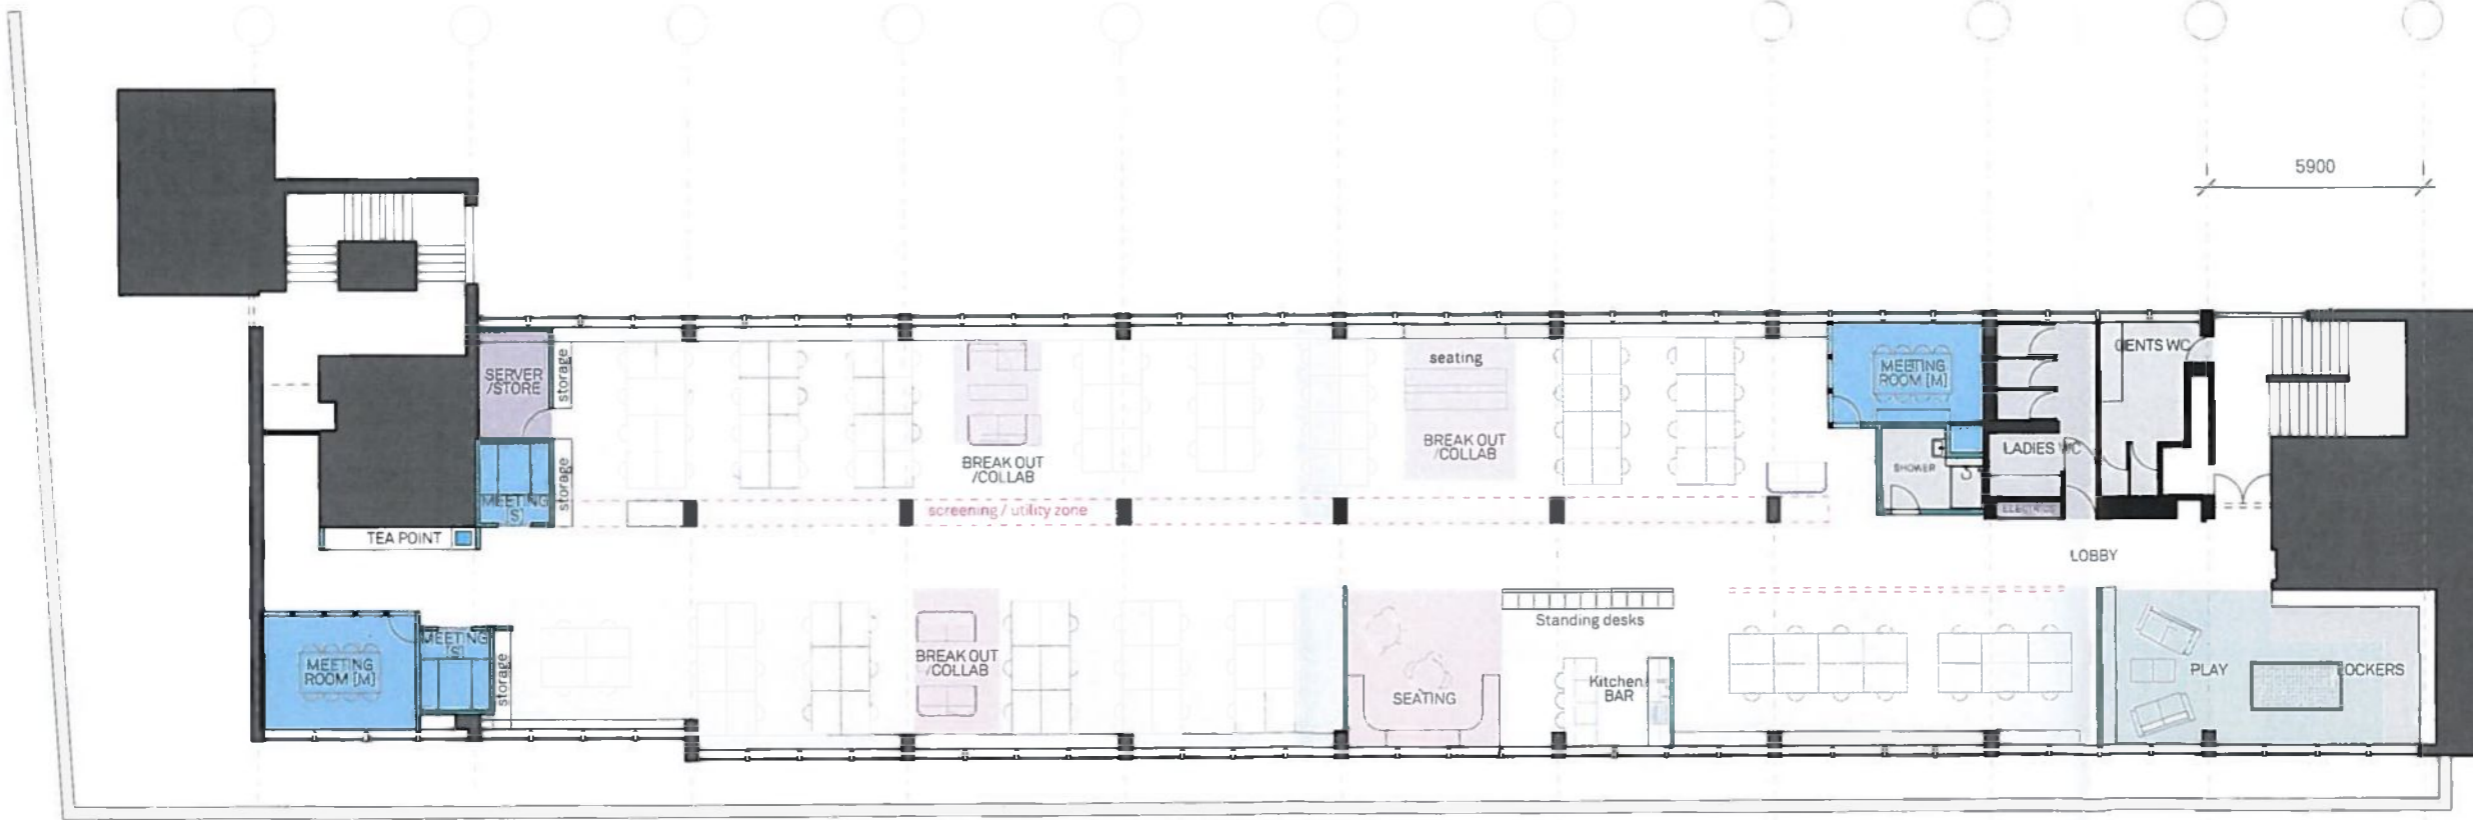 5900
SERVER
/STORE
storage
MEETING
[S]
storage
TEA POINT
BREAK OUT
/COLLAB
screening / utility zone
seating
BREAK OUT
/COLLAB
MEETING
ROOM [M]
SHOWER
LADIES WC
GENTS WC
LOBBY
MEETING
ROOM [M]
MEETING
[S]
storage
BREAK OUT
/COLLAB
SEATING
Standing desks
Kitchen/
BAR
PLAY
LOCKERS